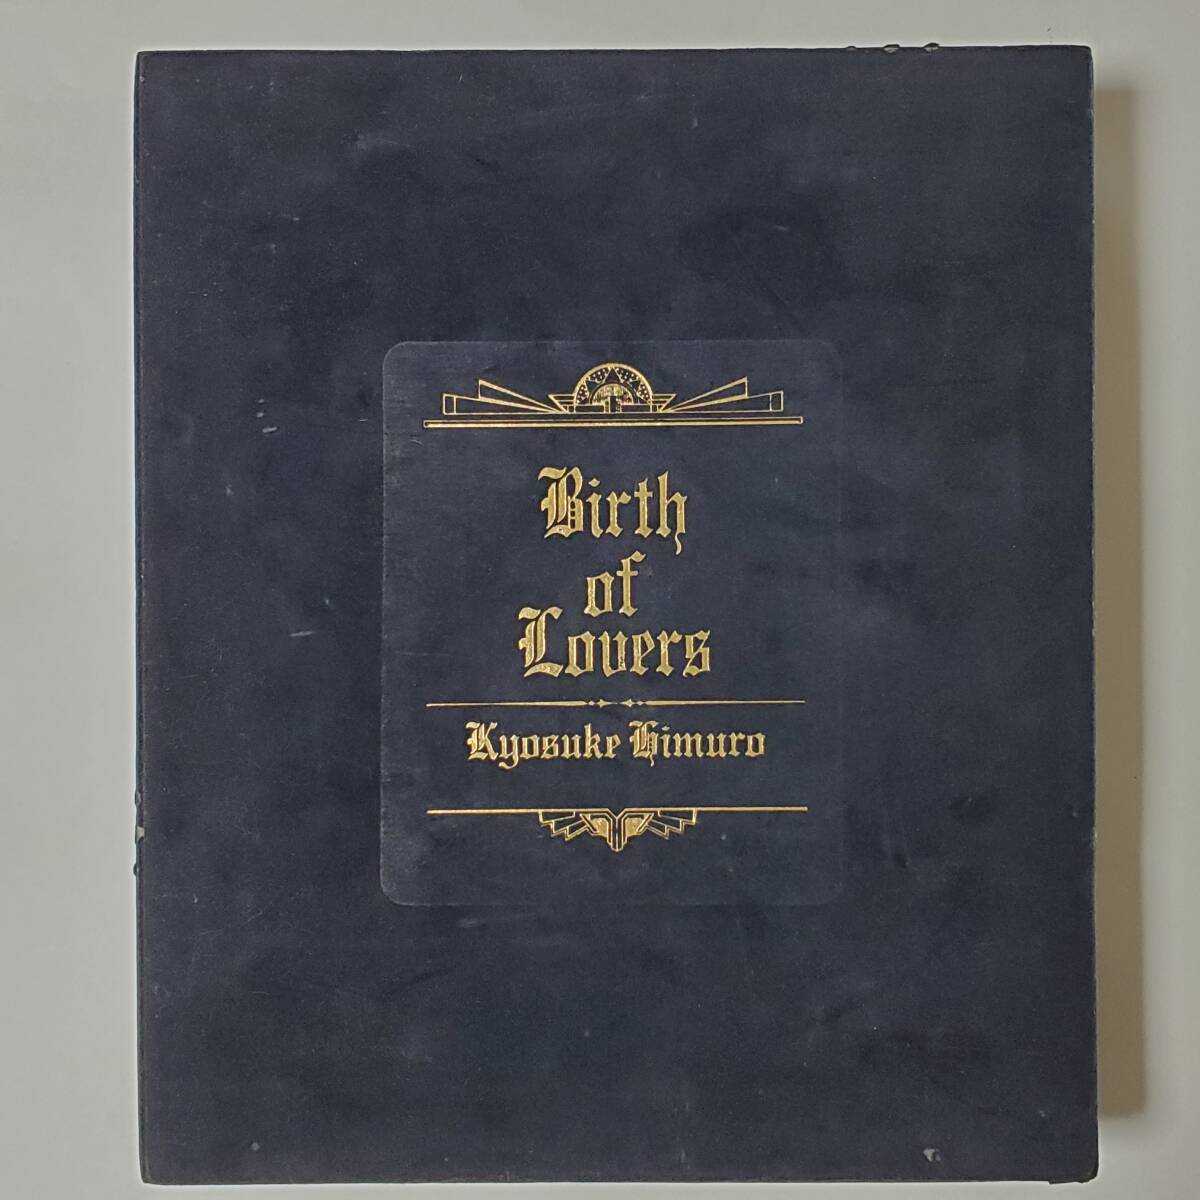 Birth
of
Lovers
Kyosuke Himuro